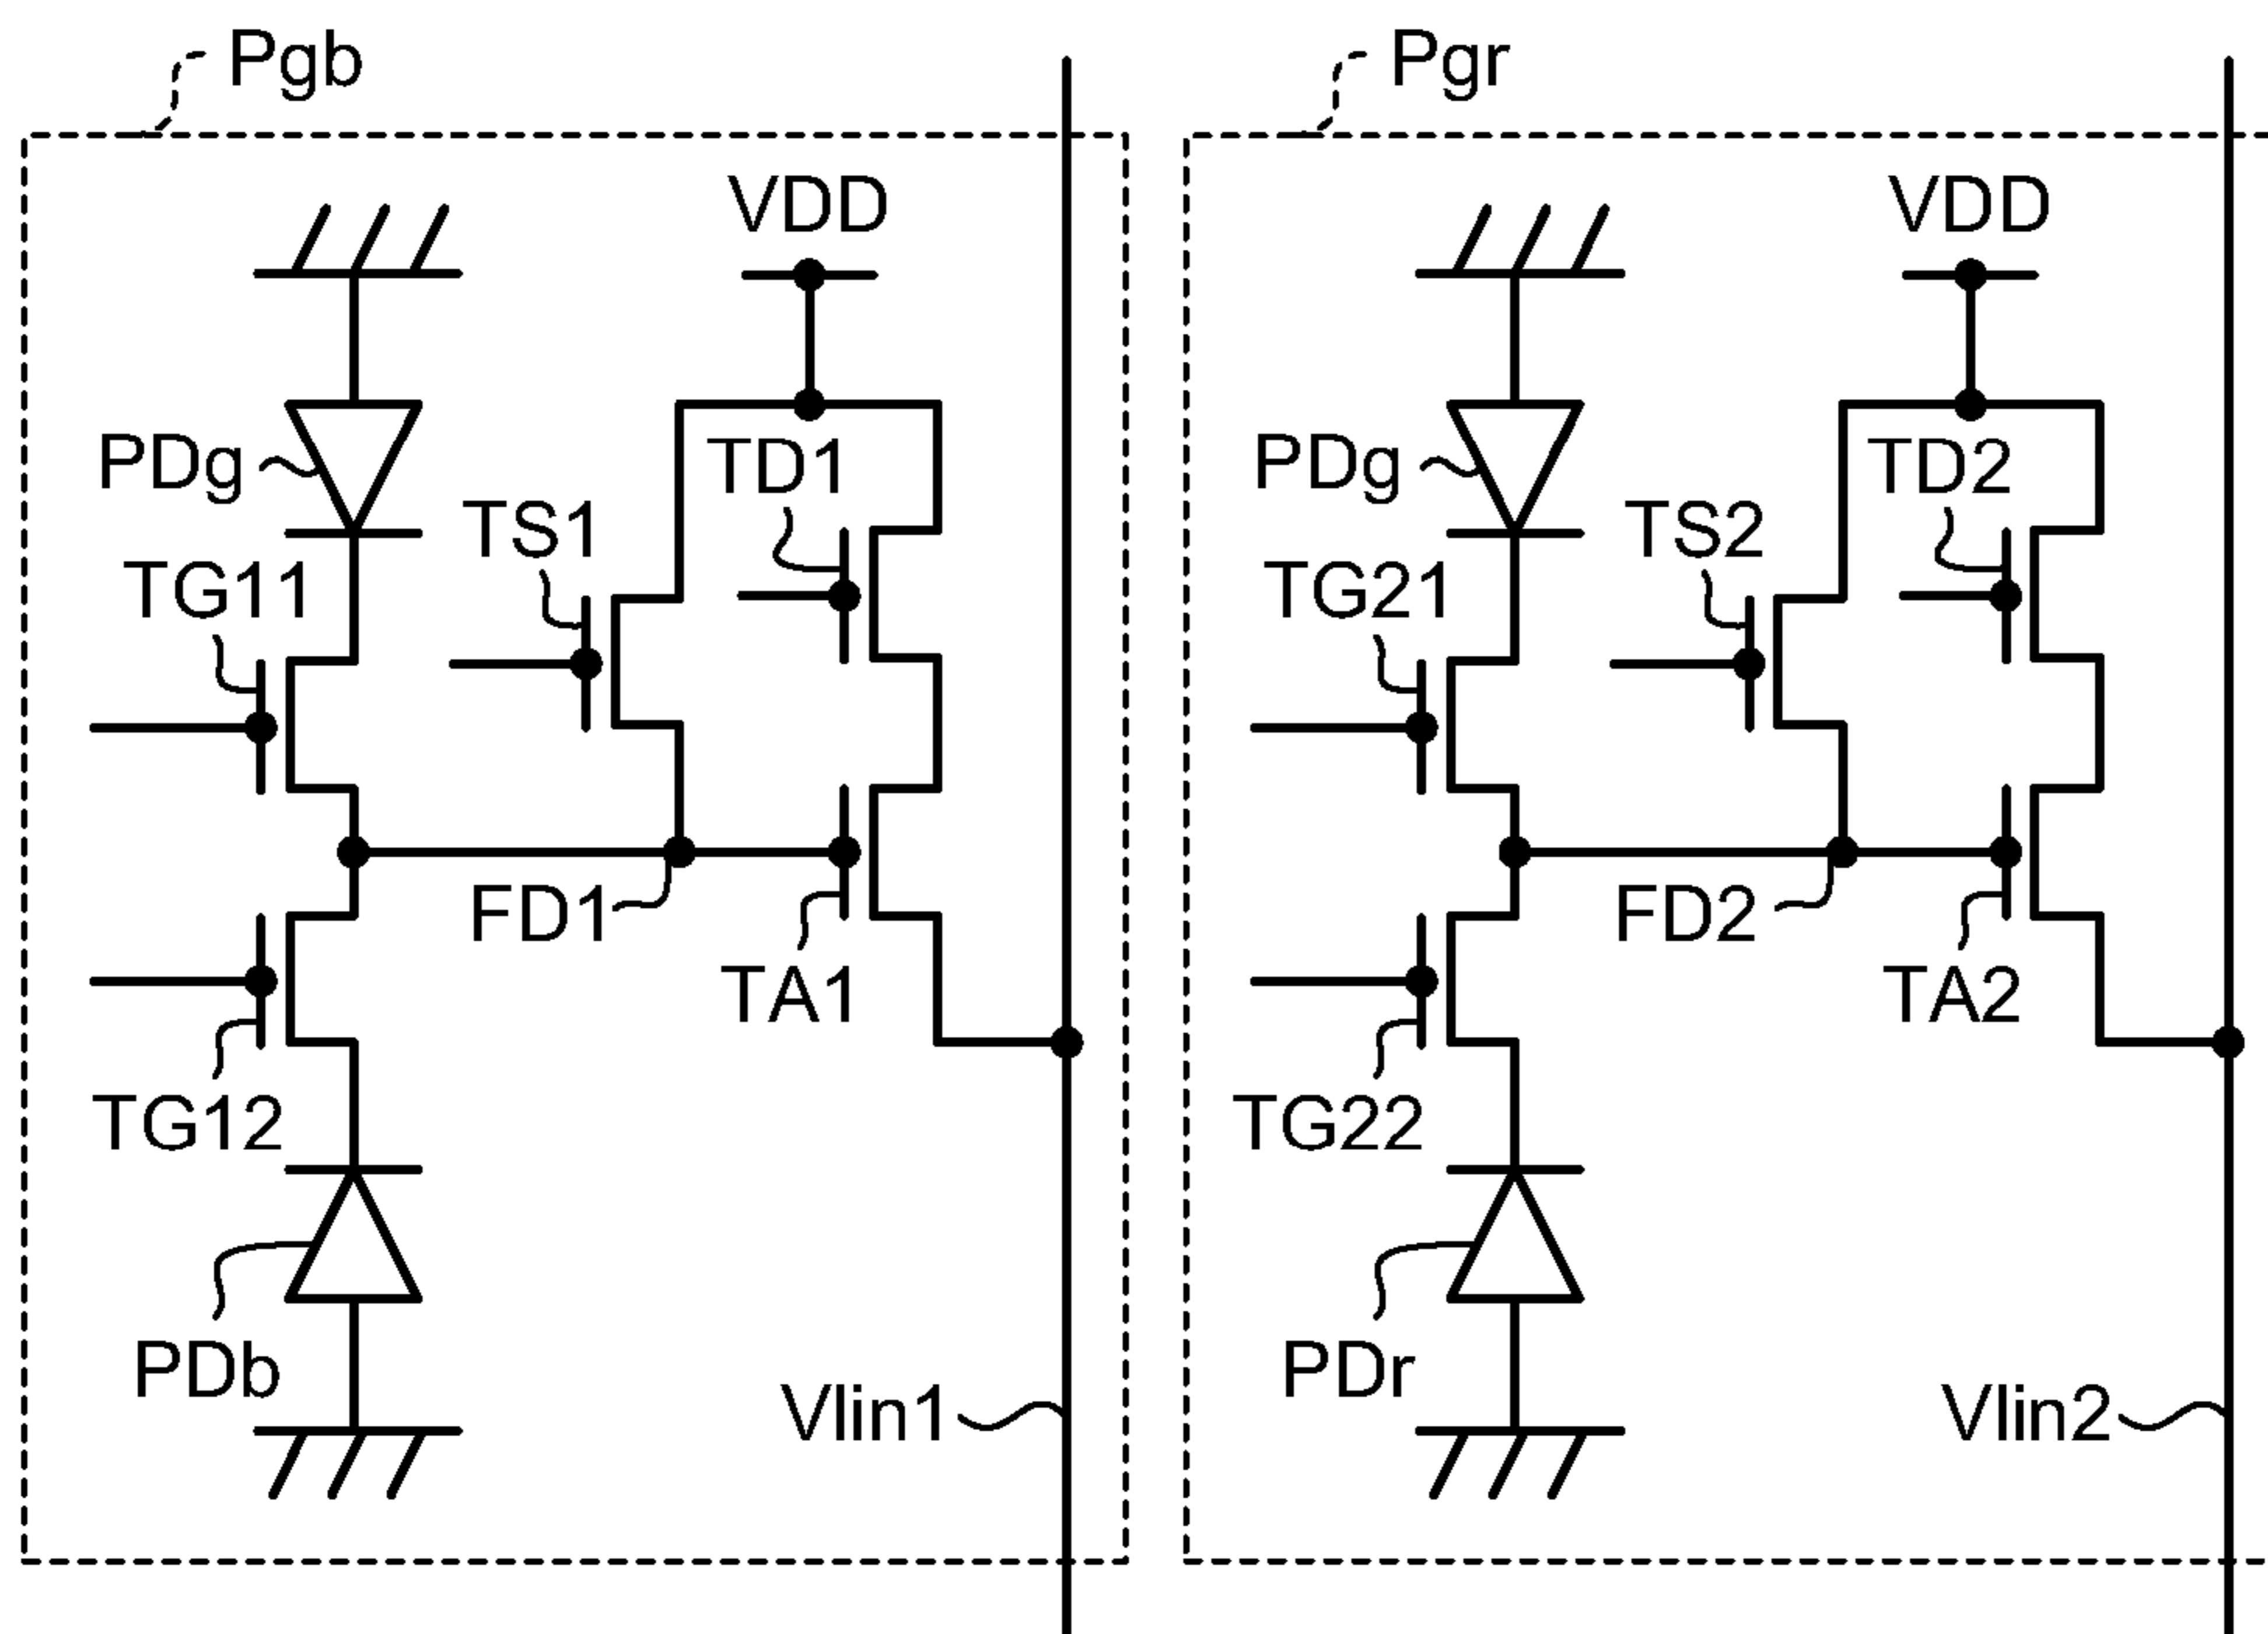 Pgb
VDD
PDg
TD1
TS1
TG11
FD1
TA1
TG12
PDb
Vlin1
Pgr
VDD
PDg
TD2
TS2
TG21
FD2
TA2
TG22
PDr
Vlin2